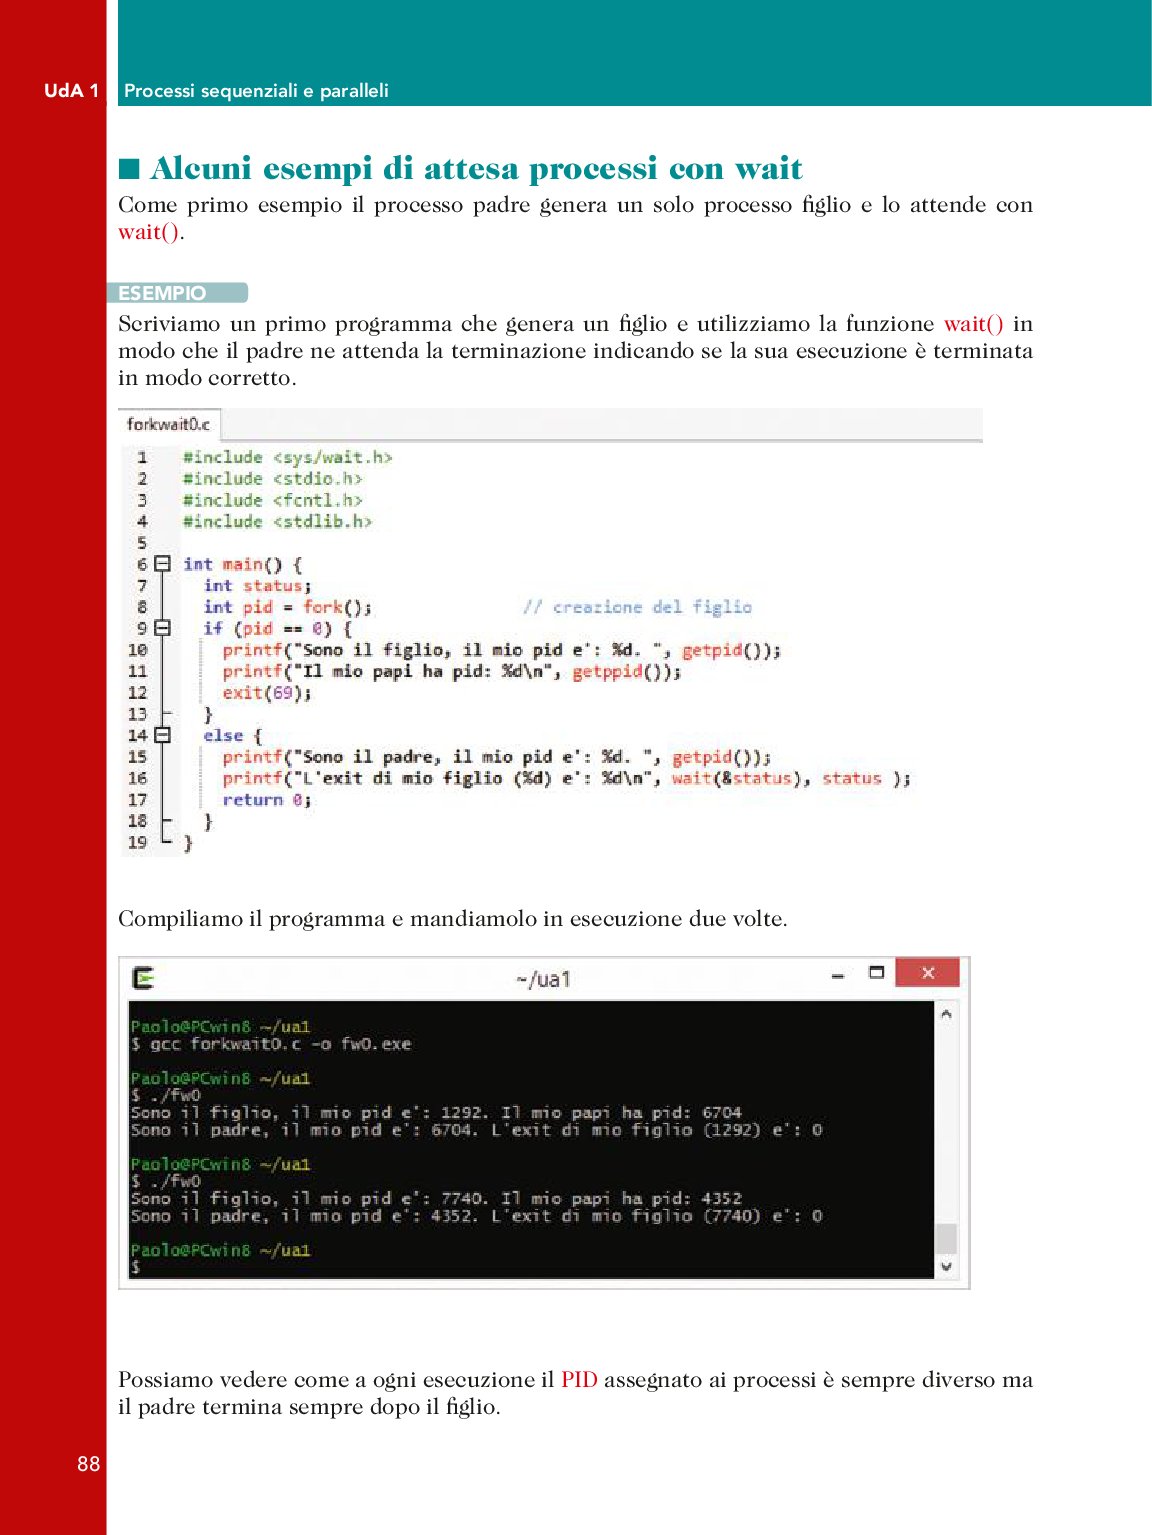 UdA 1 Processi sequenziali e paralleli
■ Alcuni esempi di attesa processi con wait
Come primo esempio il processo padre genera un solo processo figlio e lo attende con
wait().
ESEMPIO
Scriviamo un primo programma che genera un figlio e utilizziamo la funzione wait() in
modo che il padre ne attenda la terminazione indicando se la sua esecuzione è terminata
in modo corretto.
forkwait0.c
1 #include <sys/wait.h>
2 #include <stdio.h>
3 #include <fcntl.h>
4 #include <stdlib.h>
5
6 int main() {
7 int status;
8 int pid = fork(); // creazione del figlio
9 if (pid == 0) {
10 printf("Sono il figlio, il mio pid e': %d. ", getpid());
11 printf("Il mio papi ha pid: %d\n", getppid());
12 exit(69);
13 }
14 else {
15 printf("Sono il padre, il mio pid e': %d. ", getpid());
16 printf("L'exit di mio figlio (%d) e': %d\n", wait(&status), status );
17 return 0;
18 }
19 }
Compiliamo il programma e mandiamolo in esecuzione due volte.
~/ua1
Paolo@PCwin8 ~/ua1
$ gcc forkwait0.c -o fw0.exe
Paolo@PCwin8 ~/ua1
$ ./fw0
Sono il figlio, il mio pid e': 1292. Il mio papi ha pid: 6704
Sono il padre, il mio pid e': 6704. L'exit di mio figlio (1292) e': 0
Paolo@PCwin8 ~/ua1
$ ./fw0
Sono il figlio, il mio pid e': 7740. Il mio papi ha pid: 4352
Sono il padre, il mio pid e': 4352. L'exit di mio figlio (7740) e': 0
Paolo@PCwin8 ~/ua1
$
Possiamo vedere come a ogni esecuzione il PID assegnato ai processi è sempre diverso ma
il padre termina sempre dopo il figlio.
88